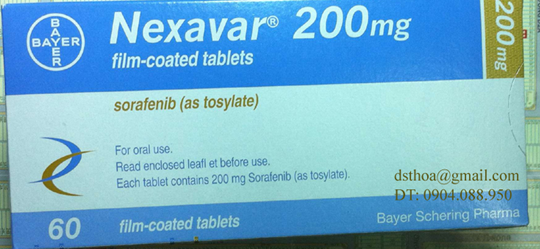 BAYER
BAYER
Nexavar® 200mg
film-coated tablets
200mg
sorafenib (as tosylate)
For oral use.
Read enclosed leafl et before use.
Each tablet contains 200 mg Sorafenib (as tosylate).
dsthoa@gmail.com
DT: 0904.088.950
60 film-coated tablets
Bayer Schering Pharma